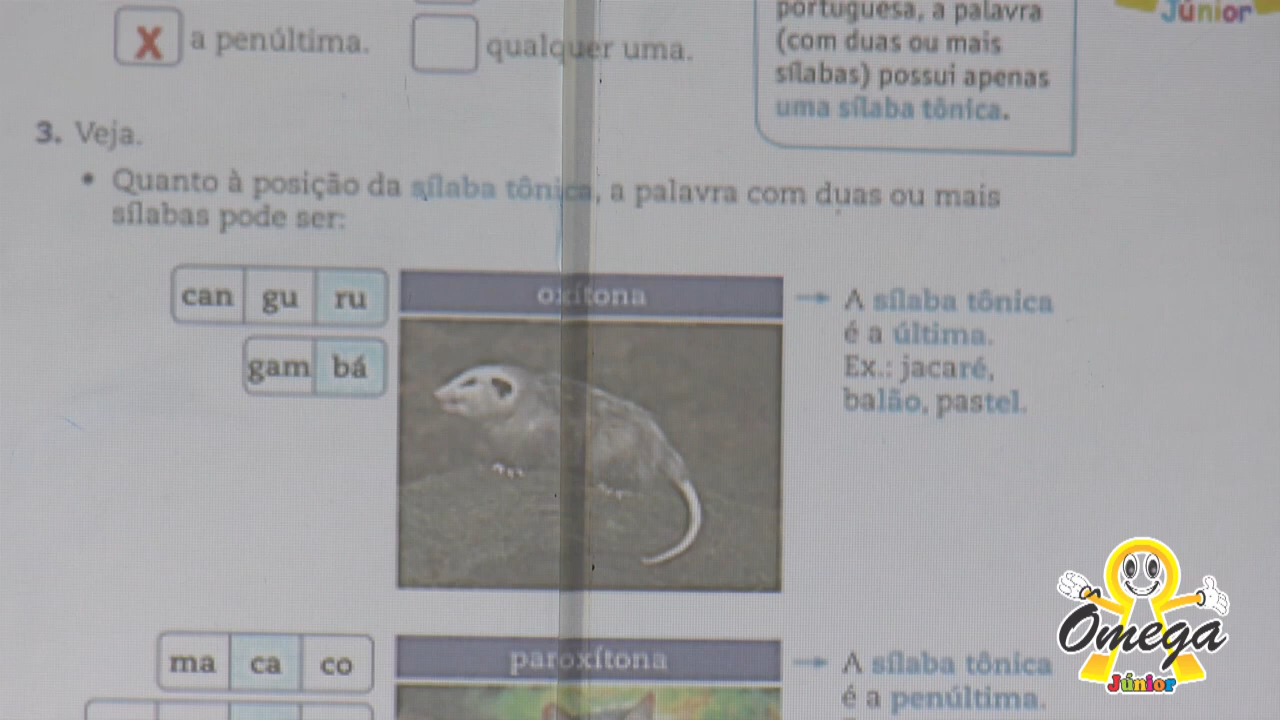 X a penúltima. qualquer uma.
portuguesa, a palavra
(com duas ou mais
sílabas) possui apenas
uma sílaba tônica.
Júnior
3. Veja.
• Quanto à posição da sílaba tônica, a palavra com duas ou mais
sílabas pode ser:
can gu ru
gam bá
oxítona
A sílaba tônica
é a última.
Ex.: jacaré,
balão, pastel.
ma ca co
paroxítona
A sílaba tônica
é a penúltima.
Ômega
Júnior